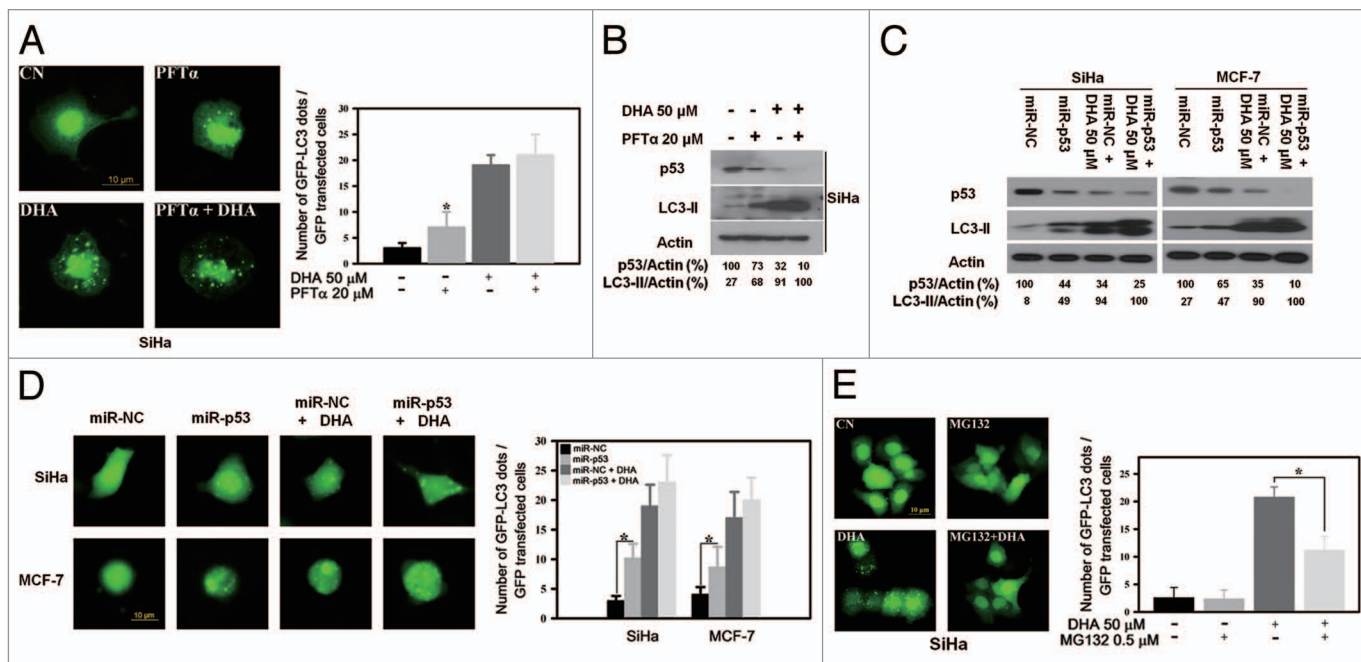 A
CN
PFTα
10 µm
DHA
PFTα + DHA
SiHa
Number of GFP-LC3 dots /
GFP transfected cells
30
25
20
15
10
5
0
*
DHA 50 µM - - + +
PFTα 20 µM - + - +
B
DHA 50 µM - - + +
PFTα 20 µM - + - +
p53
LC3-II
Actin
SiHa
p53/Actin (%) 100 73 32 10
LC3-II/Actin (%) 27 68 91 100
C
SiHa MCF-7
miR-NC
miR-p53
miR-NC +
DHA 50 µM
miR-p53 +
DHA 50 µM
miR-NC
miR-p53
miR-NC +
DHA 50 µM
miR-p53 +
DHA 50 µM
p53
LC3-II
Actin
p53/Actin (%) 100 44 34 25 100 65 35 10
LC3-II/Actin (%) 8 49 94 100 27 47 90 100
D
miR-NC
miR-p53
miR-NC
+ DHA
miR-p53
+ DHA
SiHa
MCF-7
10 µm
Number of GFP-LC3 dots /
GFP transfected cells
30
25
20
15
10
5
0
miR-NC
miR-p53
miR-NC + DHA
miR-p53 + DHA
* *
SiHa MCF-7
E
CN
MG132
10 µm
DHA
MG132+DHA
SiHa
Number of GFP-LC3 dots /
GFP transfected cells
25
20
15
10
5
0
*
DHA 50 µM - - + +
MG132 0.5 µM - + - +